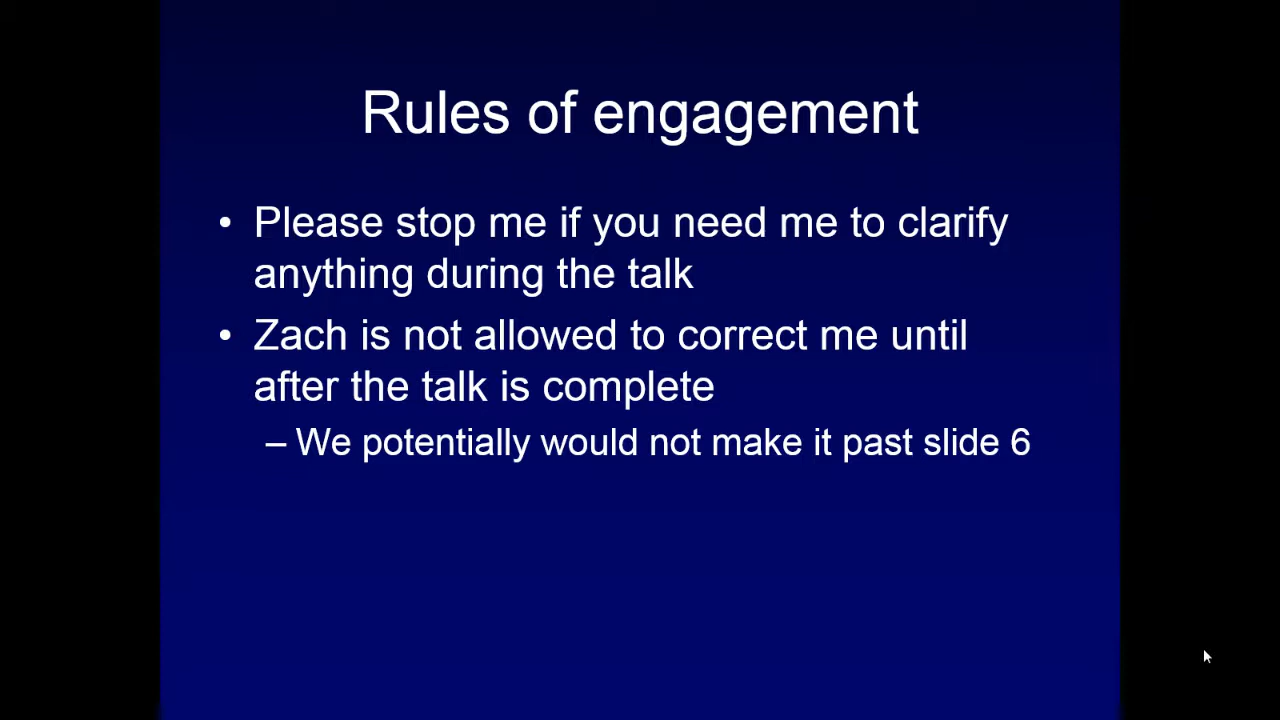 Rules of engagement
• Please stop me if you need me to clarify
anything during the talk
• Zach is not allowed to correct me until
after the talk is complete
– We potentially would not make it past slide 6